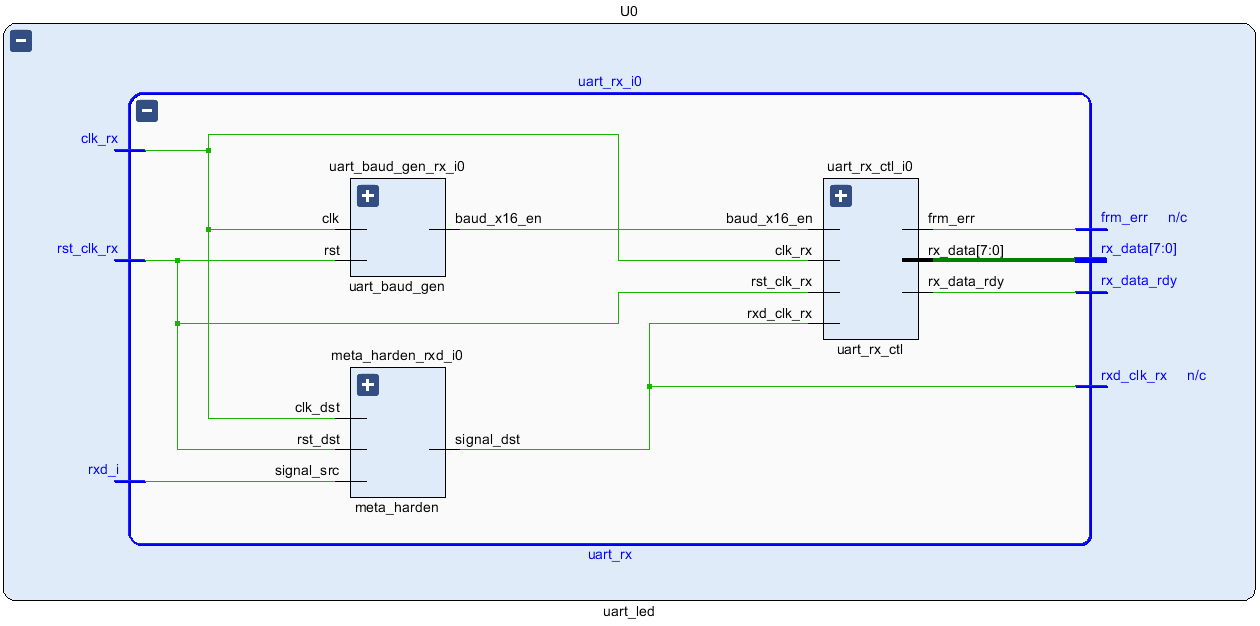 U0
uart_rx_i0
clk_rx
uart_baud_gen_rx_i0
uart_rx_ctl_i0
clk
baud_x16_en
baud_x16_en
frm_err
frm_err n/c
rst_clk_rx
rst
clk_rx
rx_data[7:0]
rx_data[7:0]
uart_baud_gen
rst_clk_rx
rx_data_rdy
rx_data_rdy
rxd_clk_rx
uart_rx_ctl
meta_harden_rxd_i0
rxd_clk_rx n/c
clk_dst
rst_dst
signal_dst
rxd_i
signal_src
meta_harden
uart_rx
uart_led